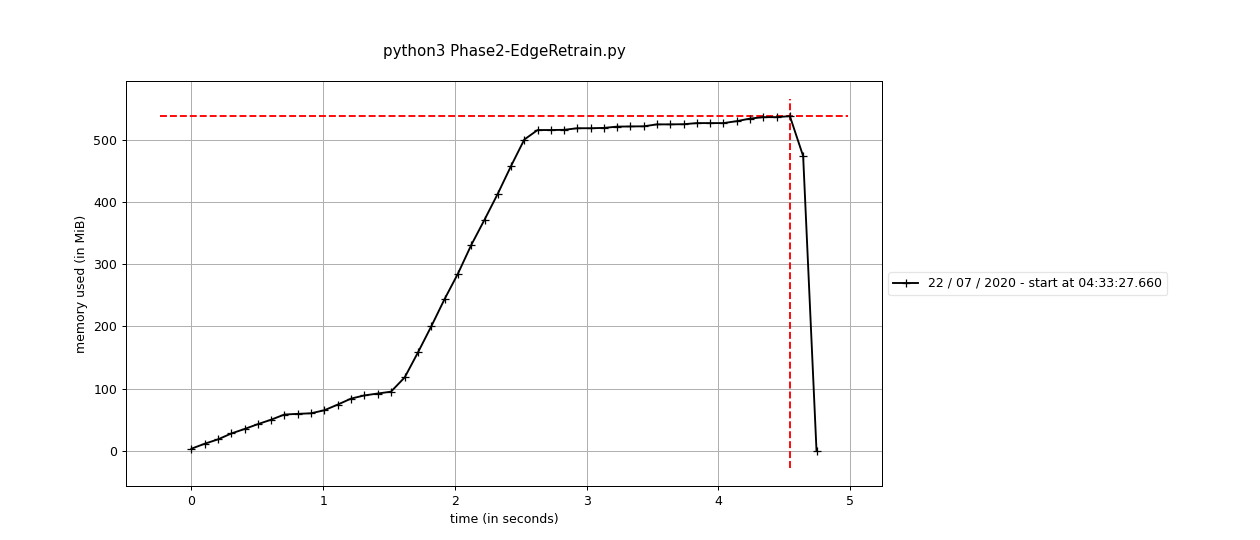 python3 Phase2-EdgeRetrain.py
500
400
300
200
100
0
memory used (in MiB)
0 1 2 3 4 5
time (in seconds)
22 / 07 / 2020 - start at 04:33:27.660